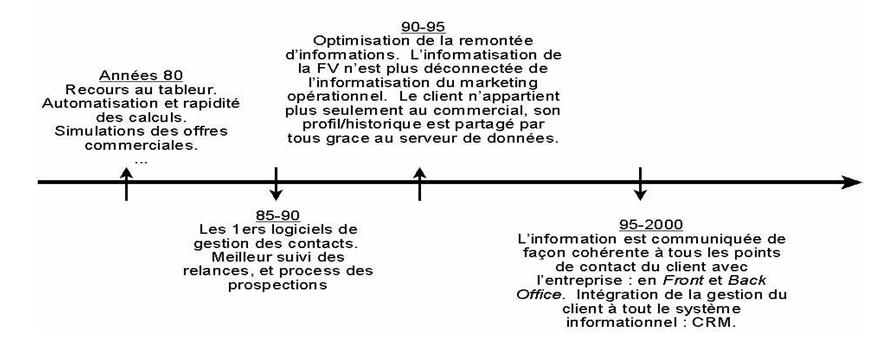 Années 80
Recours au tableur.
Automatisation et rapidité
des calculs.
Simulations des offres
commerciales.
...
85-90
Les 1ers logiciels de
gestion des contacts.
Meilleur suivi des
relances, et process des
prospections
90-95
Optimisation de la remontée
d'informations. L'informatisation de
la FV n'est plus déconnectée de
l'informatisation du marketing
opérationnel. Le client n'appartient
plus seulement au commercial, son
profil/historique est partagé par
tous grace au serveur de données.
95-2000
L'information est communiquée de
façon cohérente à tous les points
de contact du client avec
l'entreprise : en Front et Back
Office. Intégration de la gestion du
client à tout le système
informationnel : CRM.